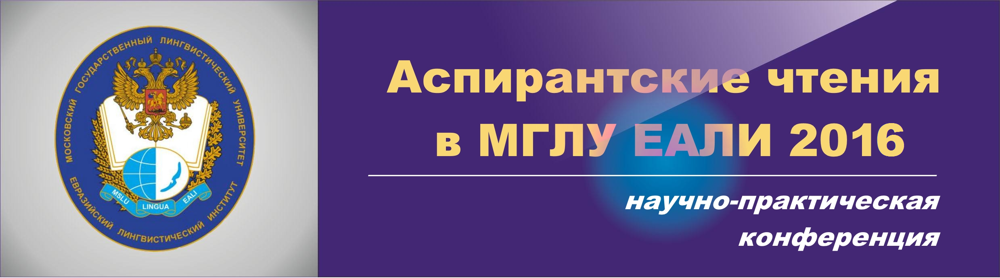 МОСКОВСКИЙ ГОСУДАРСТВЕННЫЙ ЛИНГВИСТИЧЕСКИЙ УНИВЕРСИТЕТ
ЕВРАЗИЙСКИЙ ЛИНГВИСТИЧЕСКИЙ ИНСТИТУТ
MSLU
LINGUA
EALI
Аспирантские чтения
в МГЛУ ЕАЛИ 2016
научно-практическая
конференция